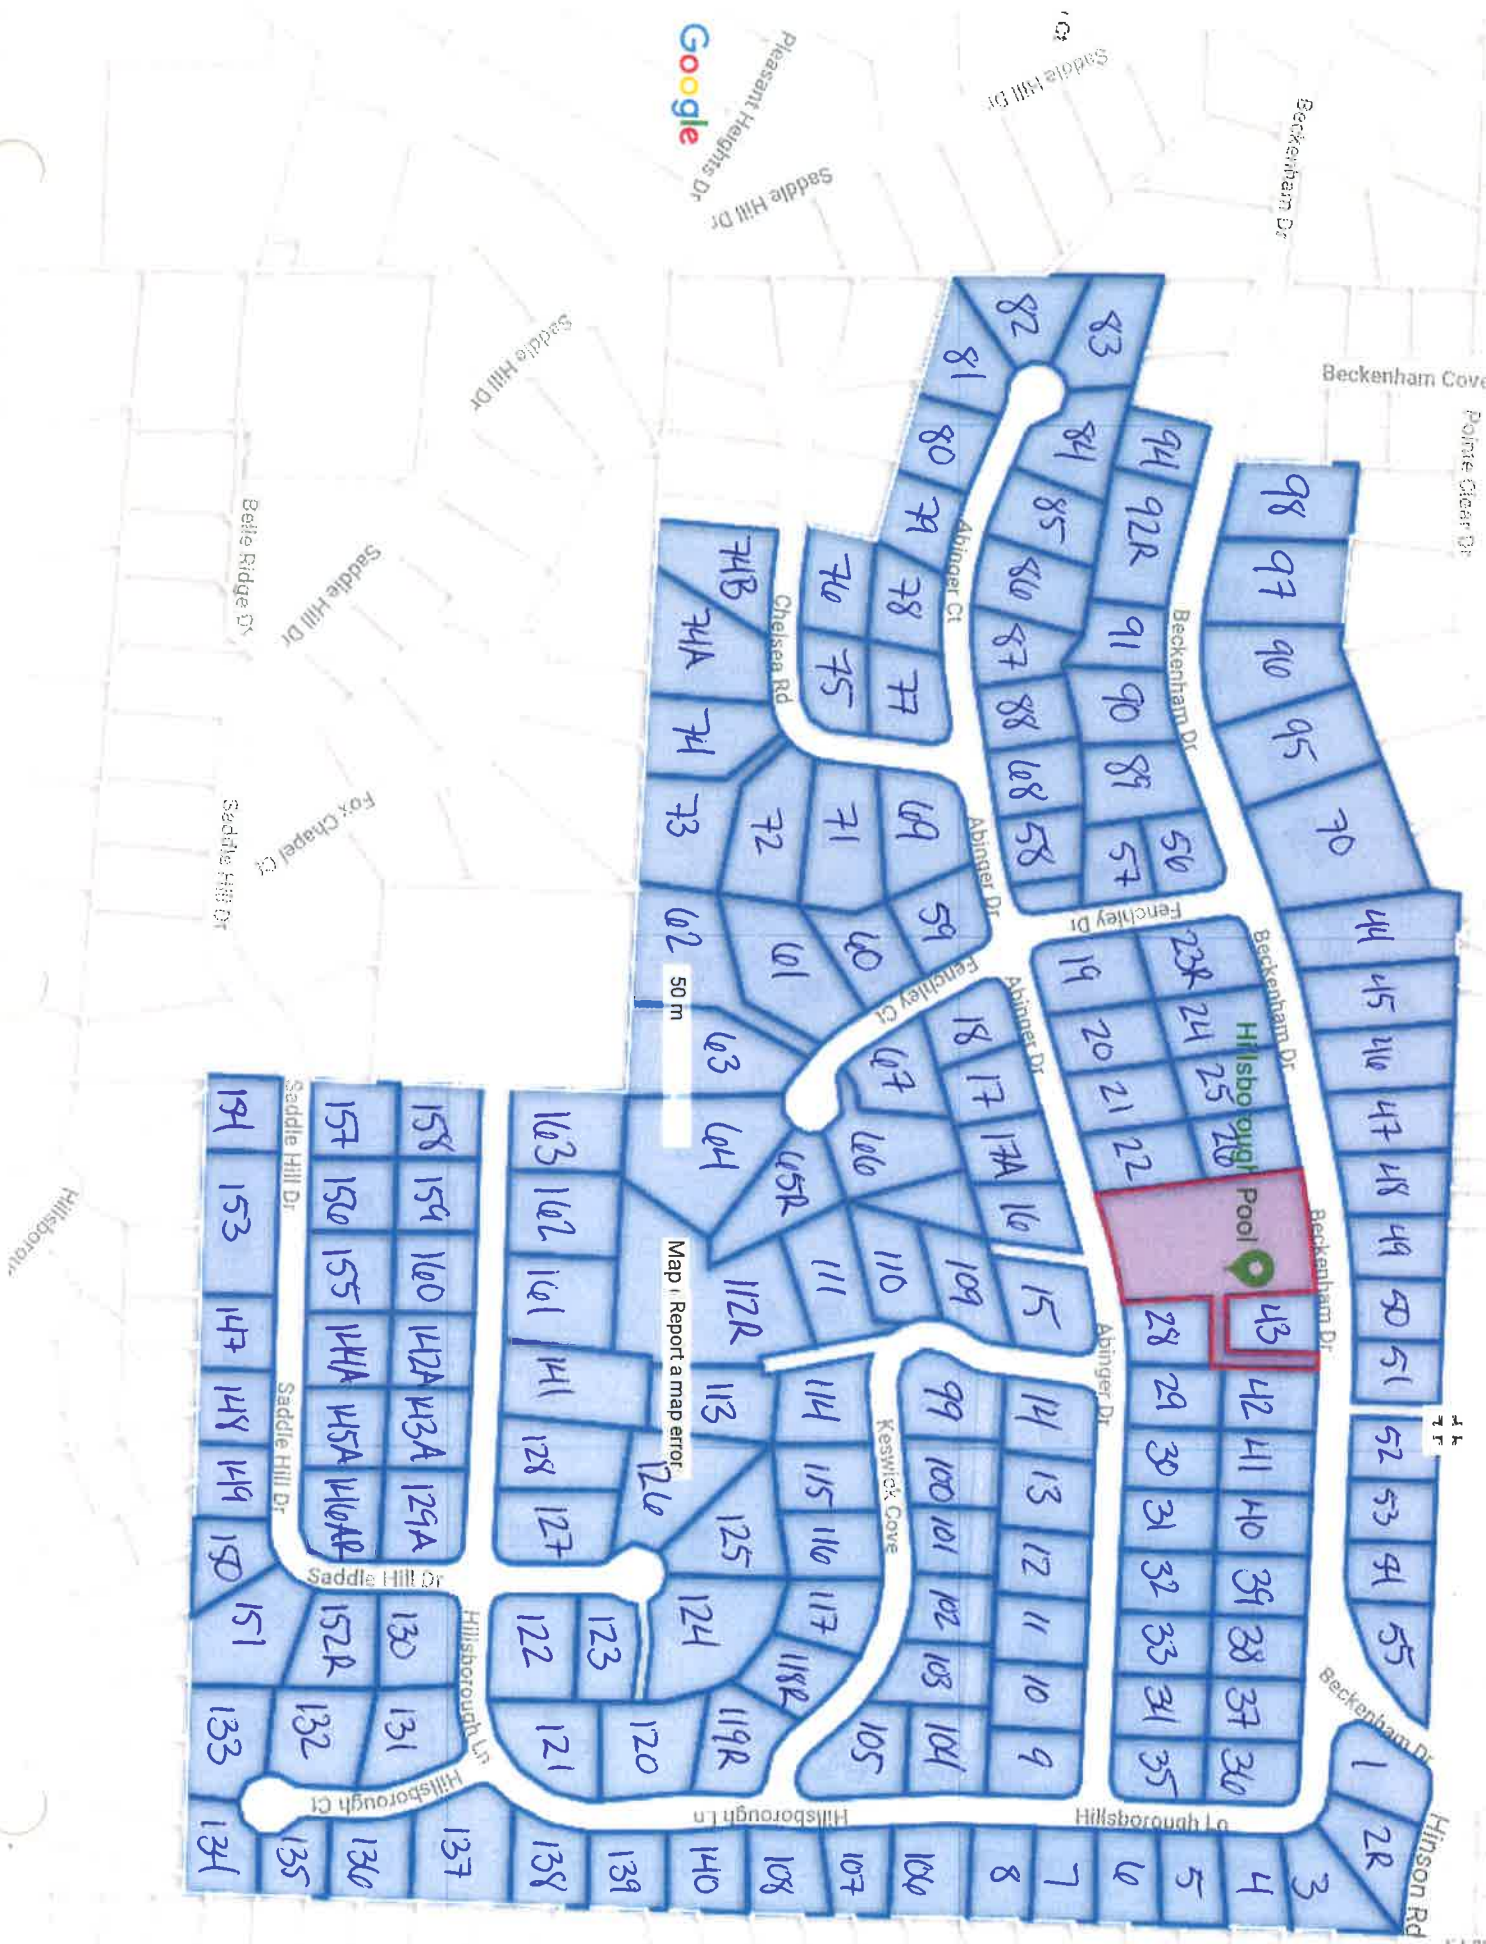 Google
Pleasant Heights Dr
Saddle Hill Dr
Saddle Hill Dr
Ct
Beckenham Dr
Beckenham Cove
Pointe Clear Dr
Saddle Hill Dr
Belle Ridge Dr
Saddle Hill Dr
Fox Chapel Ct
Saddle Hill Dr
83
82
81
80
79
84
85
86
87
88
68
58
94
92R
91
90
89
57
56
98
97
96
95
70
Abinger Ct
Beckenham Dr
74B
74A
74
73
76
75
78
77
Chelsea Rd
72
71
69
59
60
61
62
63
64
65R
66
67
Abinger Dr
Fenchley Dr
Fenchley Ct
Abinger Dr
Beckenham Dr
44
45
46
47
48
49
50
51
52
53
55
23R
24
25
26
19
20
21
22
18
17
17A
16
15
Hillsborough Pool
Beckenham Dr
43
42
41
40
39
38
37
36
28
29
30
31
32
33
34
35
Abinger Dr
14
13
12
11
10
9
99
100
101
102
103
104
105
Keswick Cove
109
110
111
112R
113
114
115
116
117
118R
119R
120
121
122
123
124
125
126
127
128
141
161
162
163
50 m
Map
Report a map error
158
159
160
142A
143A
129A
157
156
155
144A
145A
146AR
Saddle Hill Dr
Saddle Hill Dr
Saddle Hill Dr
153
147
148
149
150
151
152R
130
131
132
133
134
135
136
137
138
139
140
108
107
106
8
7
6
5
4
3
2R
1
Hillsborough Ln
Hillsborough Ct
Hillsborough Ln
Hillsborough Ln
Beckenham Dr
Hinson Rd
Hillsborou